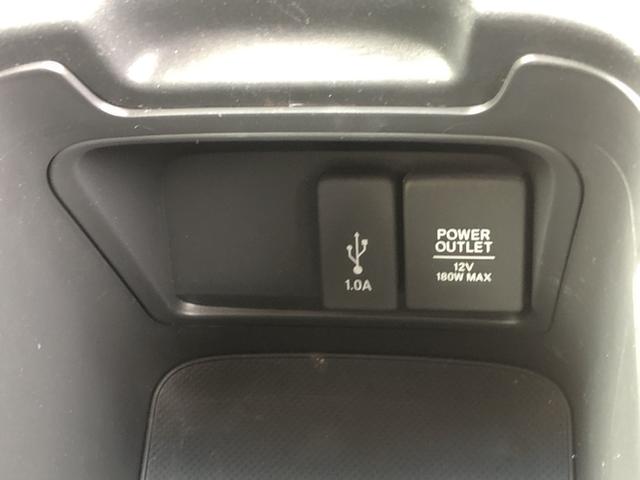 1.0A
POWER
OUTLET
12V
180W MAX